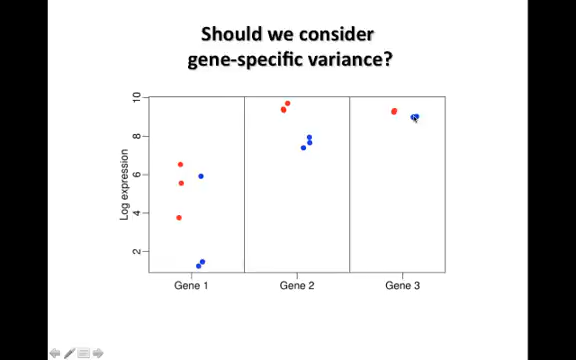 Should we consider
gene-specific variance?
10
8
6
4
2
Log expression
Gene 1
Gene 2
Gene 3